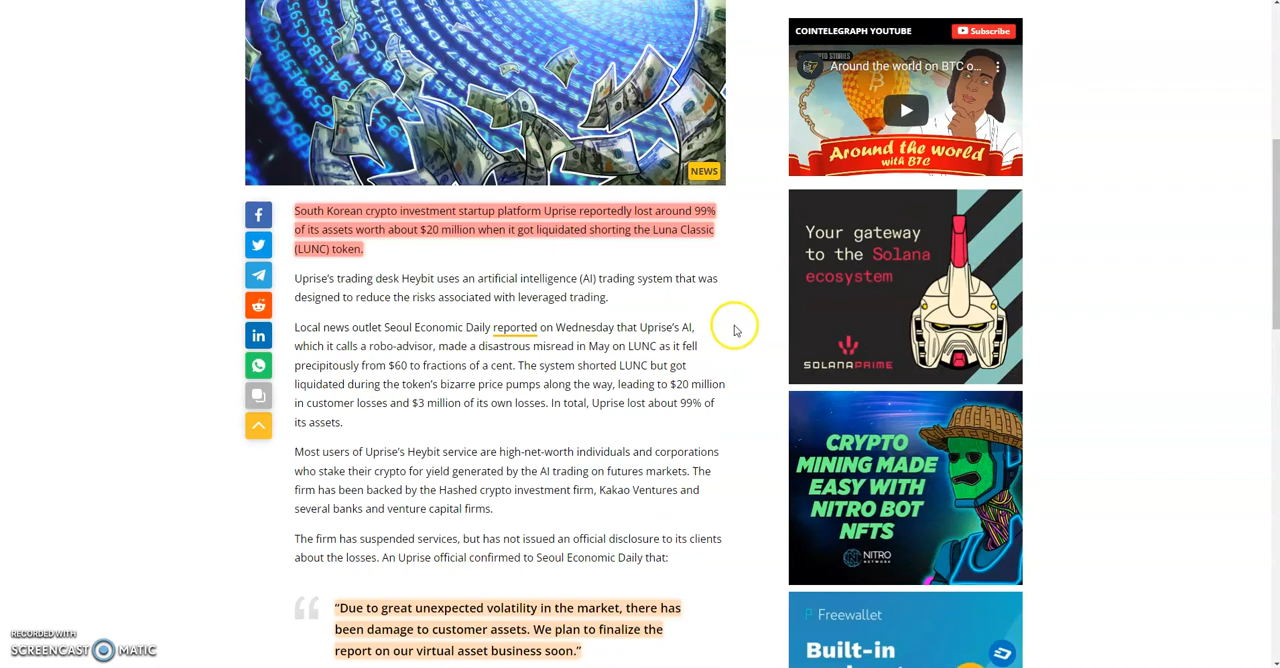 COINTELEGRAPH YOUTUBE
Subscribe
Around the world on BTC o...
Around the world
with BTC
NEWS
South Korean crypto investment startup platform Uprise reportedly lost around 99%
of its assets worth about $20 million when it got liquidated shorting the Luna Classic
(LUNC) token.
Uprise's trading desk Heybit uses an artificial intelligence (AI) trading system that was
designed to reduce the risks associated with leveraged trading.
Local news outlet Seoul Economic Daily reported on Wednesday that Uprise's AI,
which it calls a robo-advisor, made a disastrous misread in May on LUNC as it fell
precipitously from $60 to fractions of a cent. The system shorted LUNC but got
liquidated during the token's bizarre price pumps along the way, leading to $20 million
in customer losses and $3 million of its own losses. In total, Uprise lost about 99% of
its assets.
Most users of Uprise's Heybit service are high-net-worth individuals and corporations
who stake their crypto for yield generated by the AI trading on futures markets. The
firm has been backed by the Hashed crypto investment firm, Kakao Ventures and
several banks and venture capital firms.
The firm has suspended services, but has not issued an official disclosure to its clients
about the losses. An Uprise official confirmed to Seoul Economic Daily that:
"Due to great unexpected volatility in the market, there has
been damage to customer assets. We plan to finalize the
report on our virtual asset business soon."
Your gateway
to the Solana
ecosystem
SOLANAPRIME
CRYPTO
MINING MADE
EASY WITH
NITRO BOT
NFTS
NITRO
NETWORK
Freewallet
Built-in
RECORDED WITH
SCREENCAST MATIC